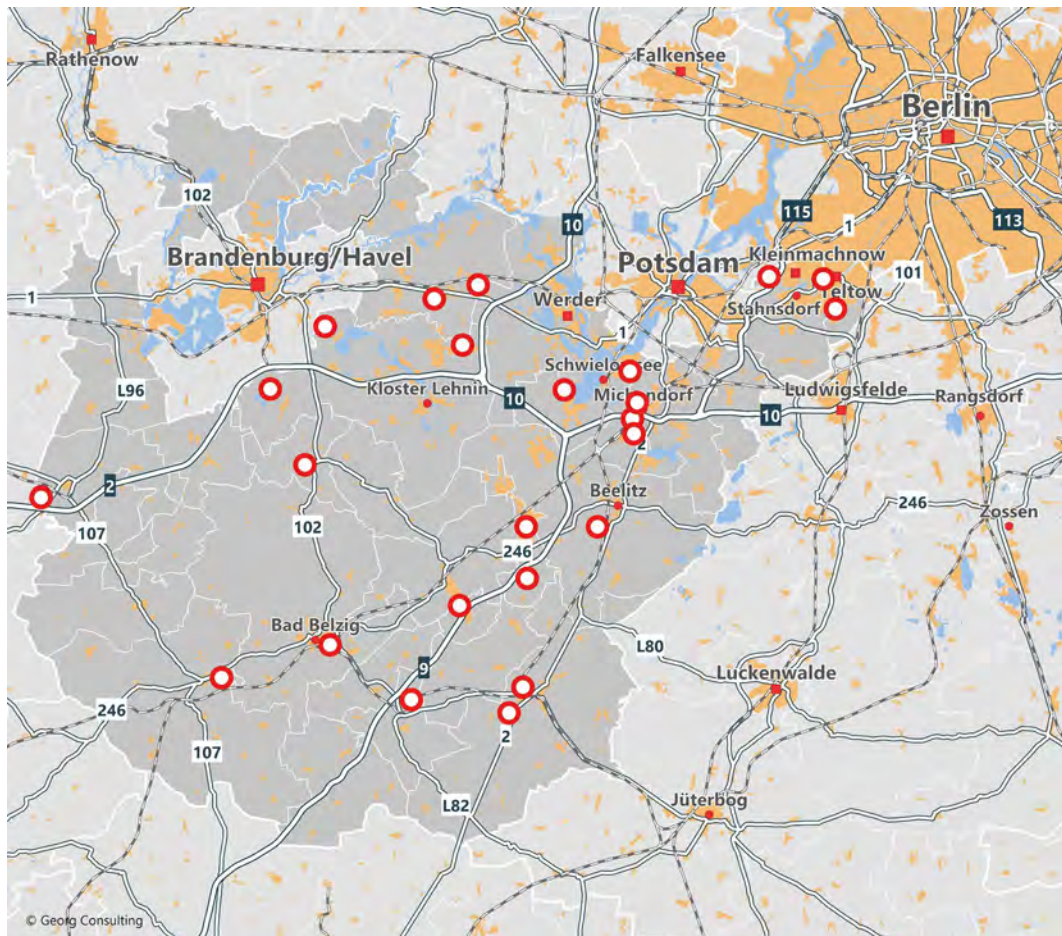 Rathenow
Falkensee
Berlin
102
115
113
10
1
Brandenburg/Havel
Potsdam
Kleinmachnow
101
1
Werder
Teltow
Stahnsdorf
1
Schwielowsee
L96
Kloster Lehnin
10
Michendorf
Ludwigsfelde
Rangsdorf
10
2
2
Beelitz
246
Zossen
107
102
246
Bad Belzig
L80
9
Luckenwalde
246
2
107
L82
Jüterbog
© Georg Consulting